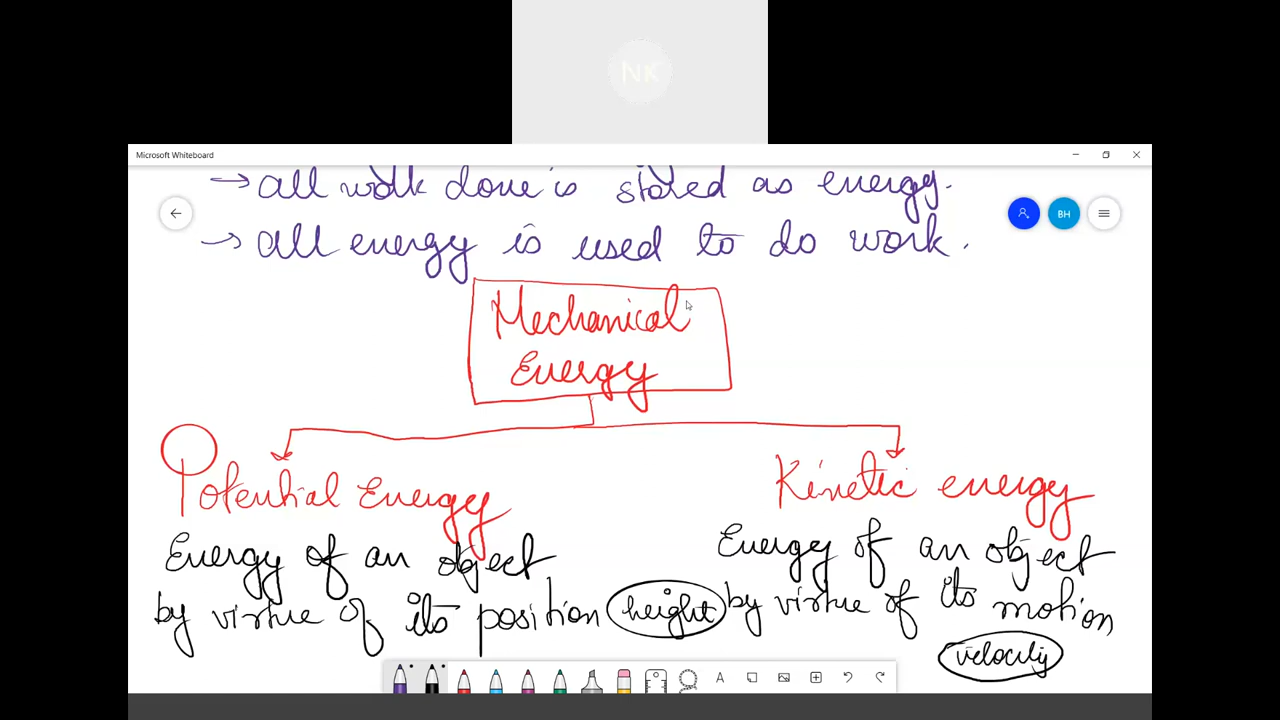 NK
Microsoft Whiteboard
→ all work done is stored as energy.
BH
→ all energy is used to do work.
Mechanical
Energy
Potential Energy
Kinetic energy
Energy of an object
by virtue of its position height
Energy of an object
by virtue of its motion
velocity
A